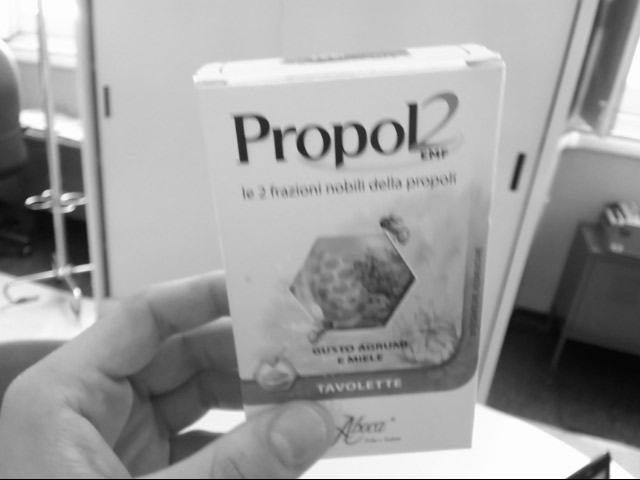 Propol2
EMF
le 2 frazioni nobili della propoli
GUSTO AGRUMI
E MIELE
TAVOLETTE
Aboca